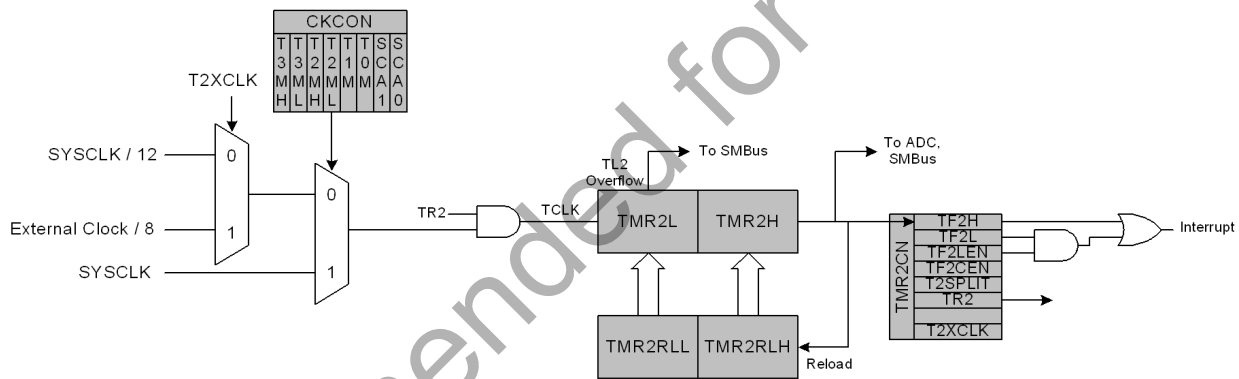 CKCON
T3MH T3ML T2MH T2ML T1M T0M SCA1 SCA0
T2XCLK
SYSCLK / 12
0
1
External Clock / 8
SYSCLK
0
1
TR2
TCLK
TL2
Overflow
To SMBus
To ADC,
SMBus
TMR2L TMR2H
TMR2RLL TMR2RLH
Reload
TMR2CN
TF2H
TF2L
TF2LEN
TF2CEN
T2SPLIT
TR2
T2XCLK
Interrupt
ended for